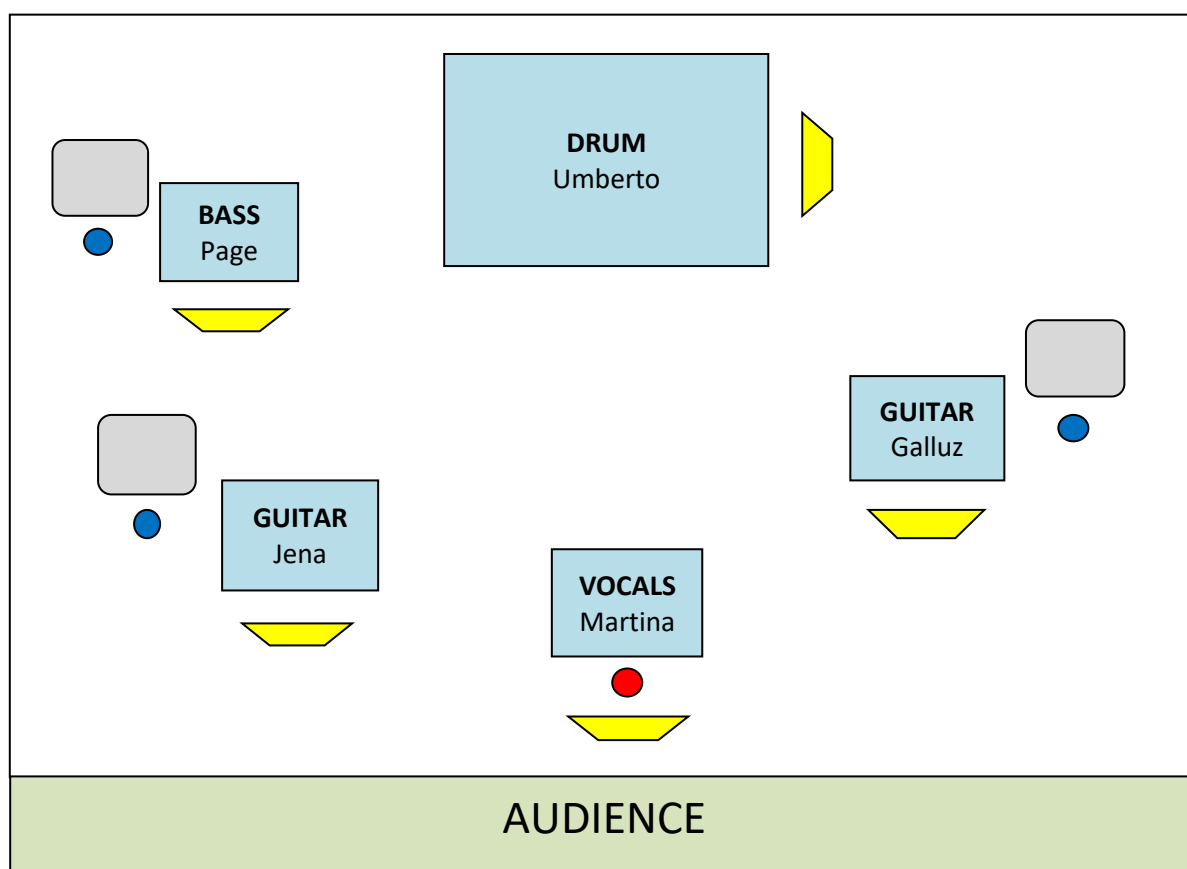 DRUM
Umberto
BASS
Page
GUITAR
Galluz
GUITAR
Jena
VOCALS
Martina
AUDIENCE